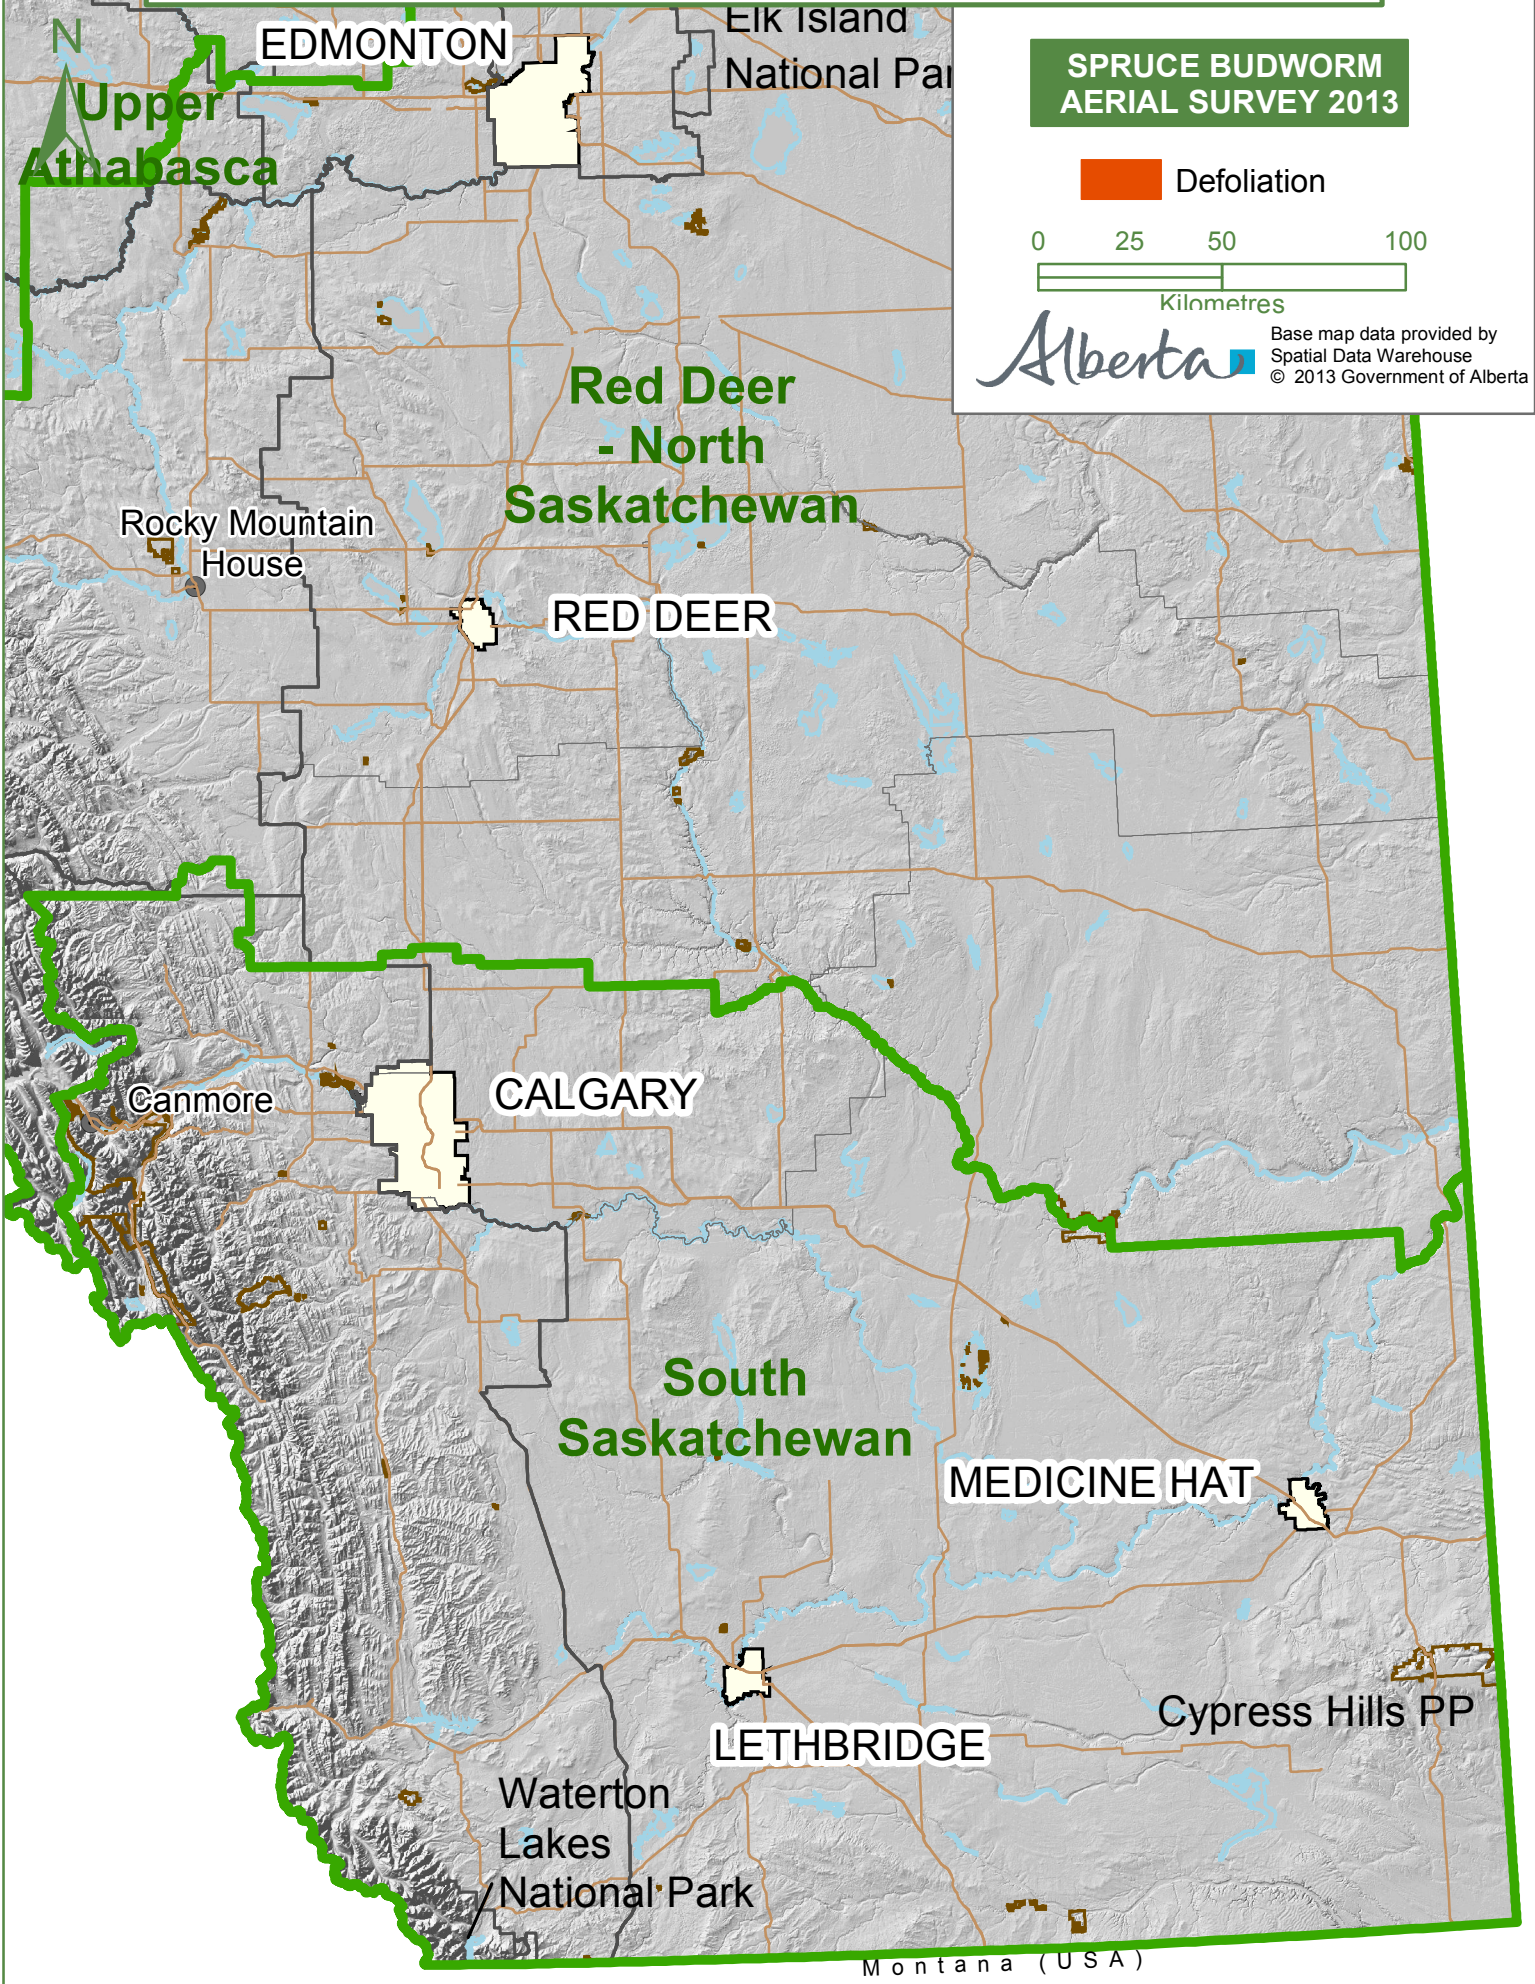 N
EDMONTON
Elk Island
National Par
Upper
Athabasca
SPRUCE BUDWORM
AERIAL SURVEY 2013
Defoliation
0 25 50 100
Kilometres
Alberta
Base map data provided by
Spatial Data Warehouse
© 2013 Government of Alberta
Red Deer
- North
Saskatchewan
Rocky Mountain
House
RED DEER
Canmore
CALGARY
South
Saskatchewan
MEDICINE HAT
Cypress Hills PP
LETHBRIDGE
Waterton
Lakes
National Park
Montana (USA)